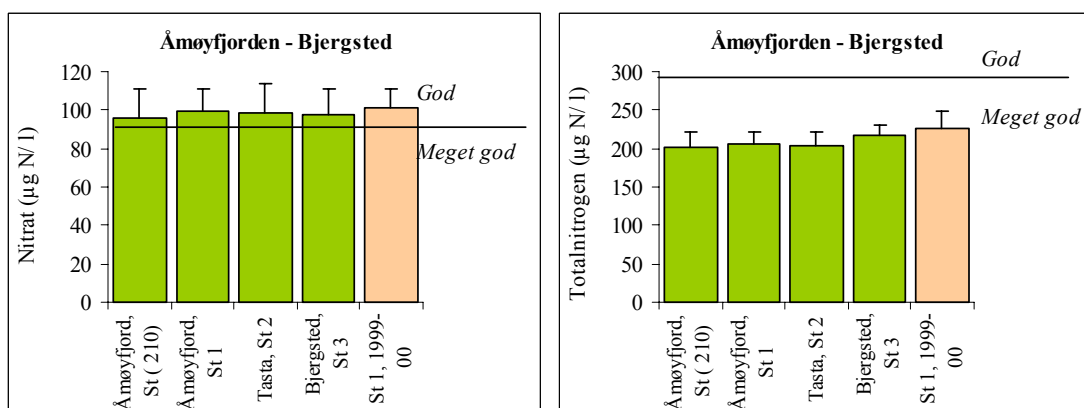 Åmøyfjorden - Bjergsted
Nitrat (µg N/ l)
120
100
80
60
40
20
0
God
Meget god
Åmøyfjord,
St ( 210)
Åmøyfjord,
St 1
Tasta, St 2
Bjergsted,
St 3
St 1, 1999-
00
Åmøyfjorden - Bjergsted
Totalnitrogen (µg N/ l)
300
250
200
150
100
50
0
God
Meget god
Åmøyfjord,
St ( 210)
Åmøyfjord,
St 1
Tasta, St 2
Bjergsted,
St 3
St 1, 1999-
00